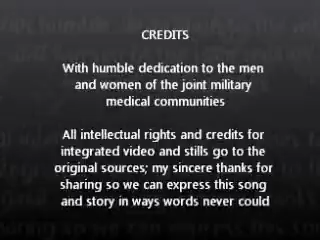 CREDITS
With humble dedication to the men
and women of the joint military
medical communities
All intellectual rights and credits for
integrated video and stills go to the
original sources; my sincere thanks for
sharing so we can express this song
and story in ways words never could